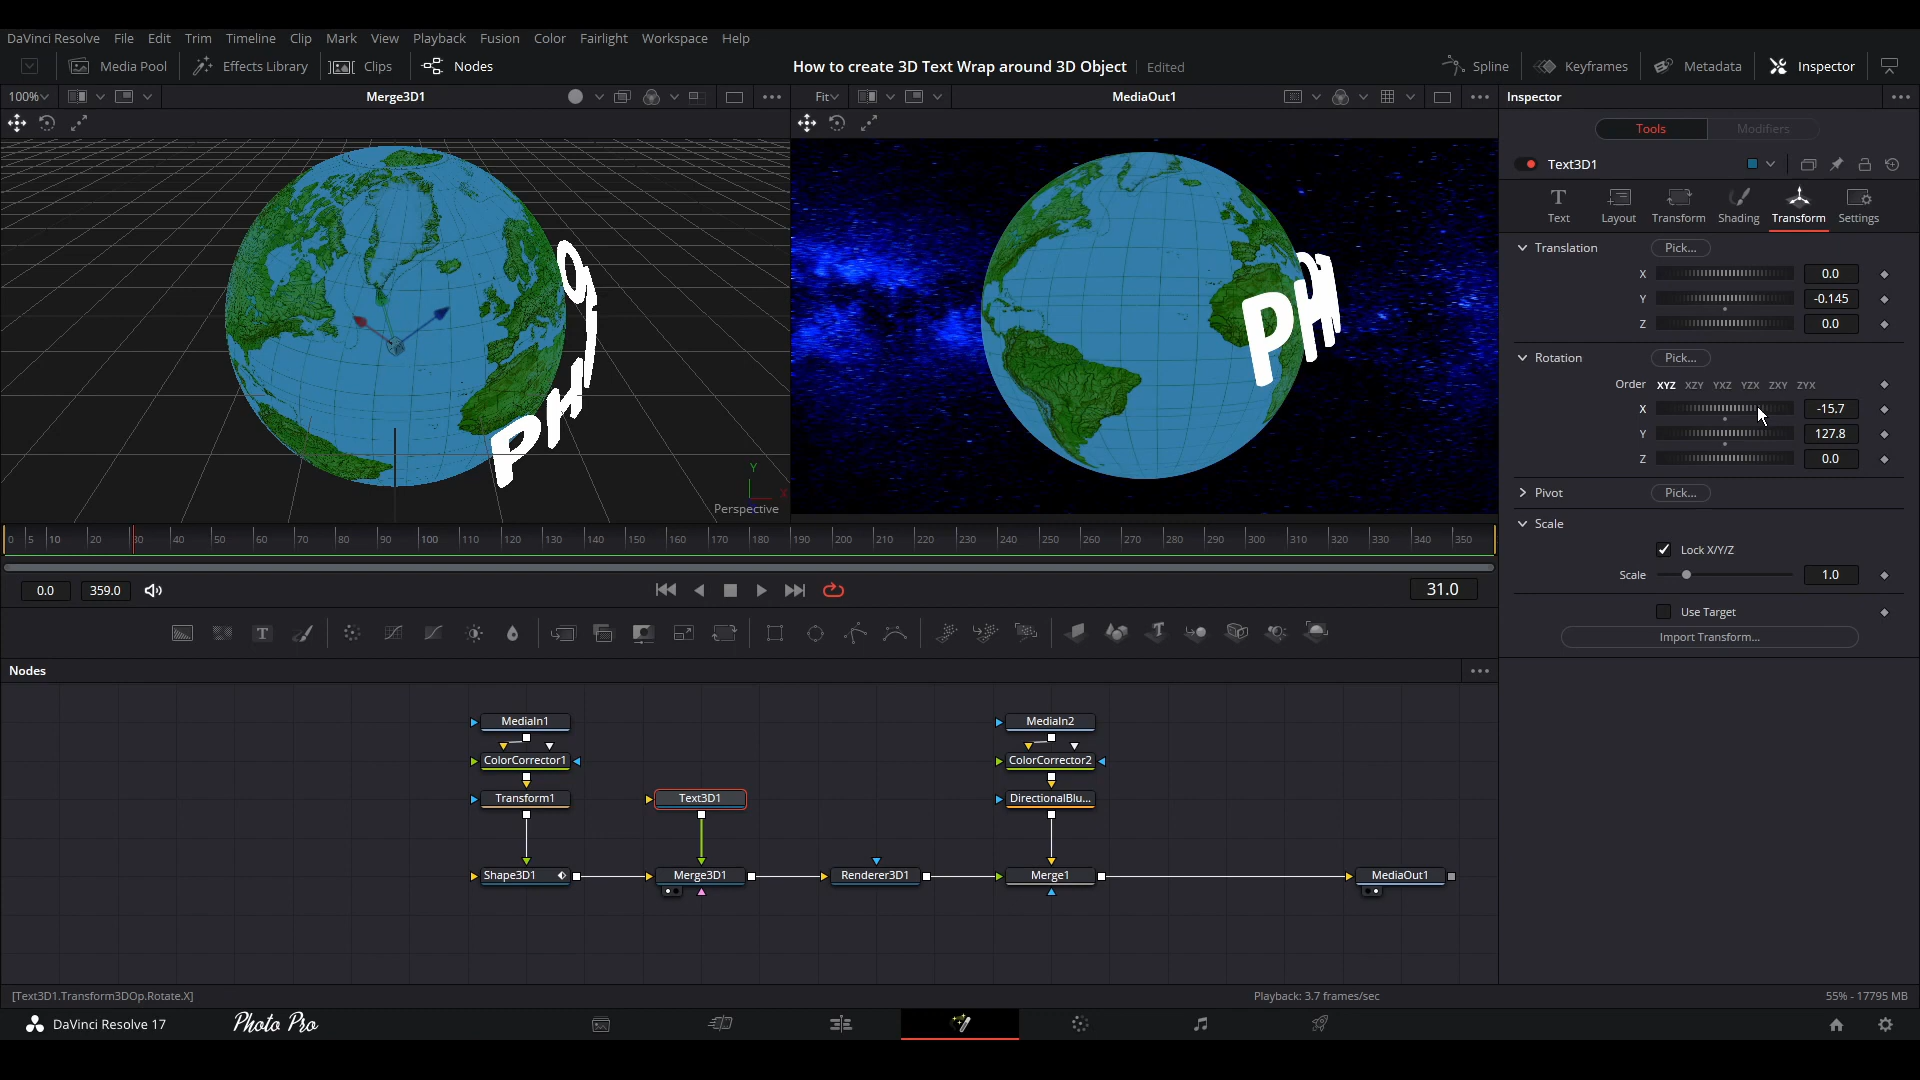 DaVinci Resolve File Edit Trim Timeline Clip Mark View Playback Fusion Color Fairlight Workspace Help
Media Pool Effects Library Clips Nodes How to create 3D Text Wrap around 3D Object Edited Spline Keyframes Metadata Inspector
100% Merge3D1 Fit MediaOut1 Inspector
Tools Modifiers
Text3D1
Text Layout Transform Shading Transform Settings
Translation Pick...
X 0.0
Y -0.145
Z 0.0
Rotation Pick...
Order XYZ XZY YXZ YZX ZXY ZYX
X -15.7
Y 127.8
Z 0.0
Pivot Pick...
Scale
Lock X/Y/Z
Scale 1.0
Use Target
Import Transform...
PHO
PH
Y
X
Perspective
0 5 10 20 30 40 50 60 70 80 90 100 110 120 130 140 150 160 170 180 190 200 210 220 230 240 250 260 270 280 290 300 310 320 330 340 350
0.0 359.0 31.0
Nodes
MediaIn1 MediaIn2
ColorCorrector1 ColorCorrector2
Transform1 Text3D1 DirectionalBlu...
Shape3D1 Merge3D1 Renderer3D1 Merge1 MediaOut1
[Text3D1.Transform3DOp.Rotate.X] Playback: 3.7 frames/sec 55% - 17795 MB
DaVinci Resolve 17 Photo Pro